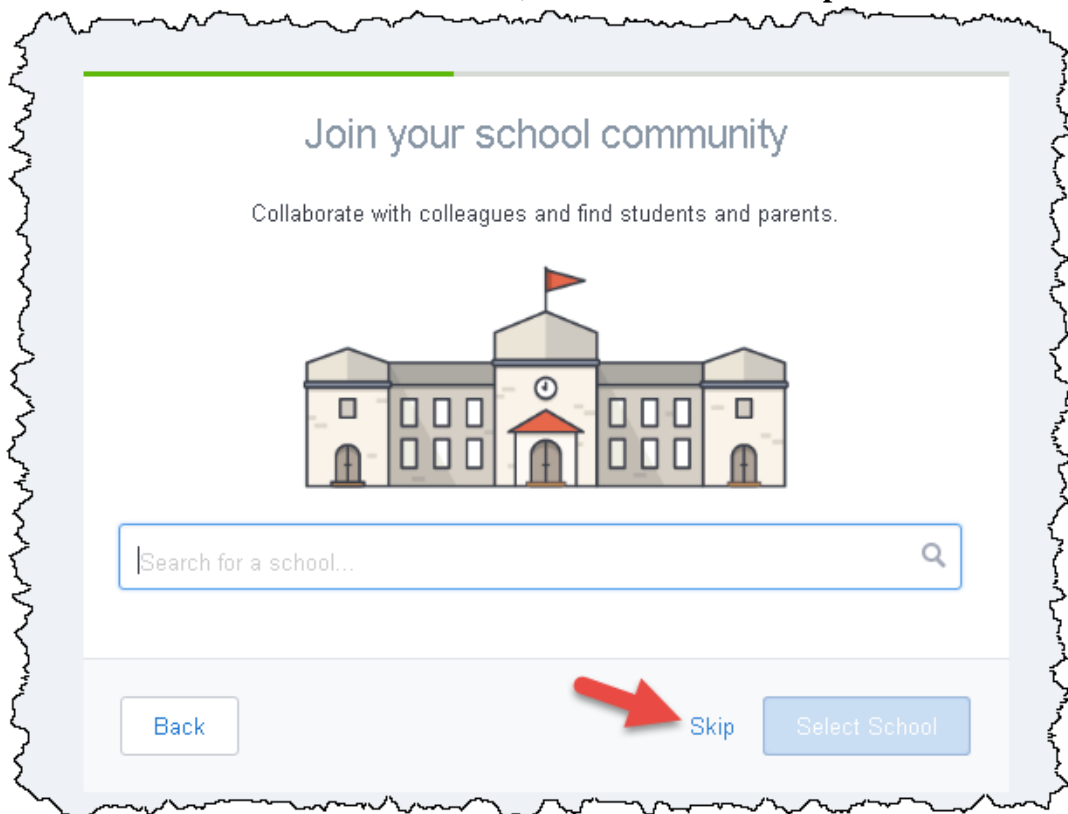 Join your school community
Collaborate with colleagues and find students and parents.
Search for a school...
Back
Skip
Select School